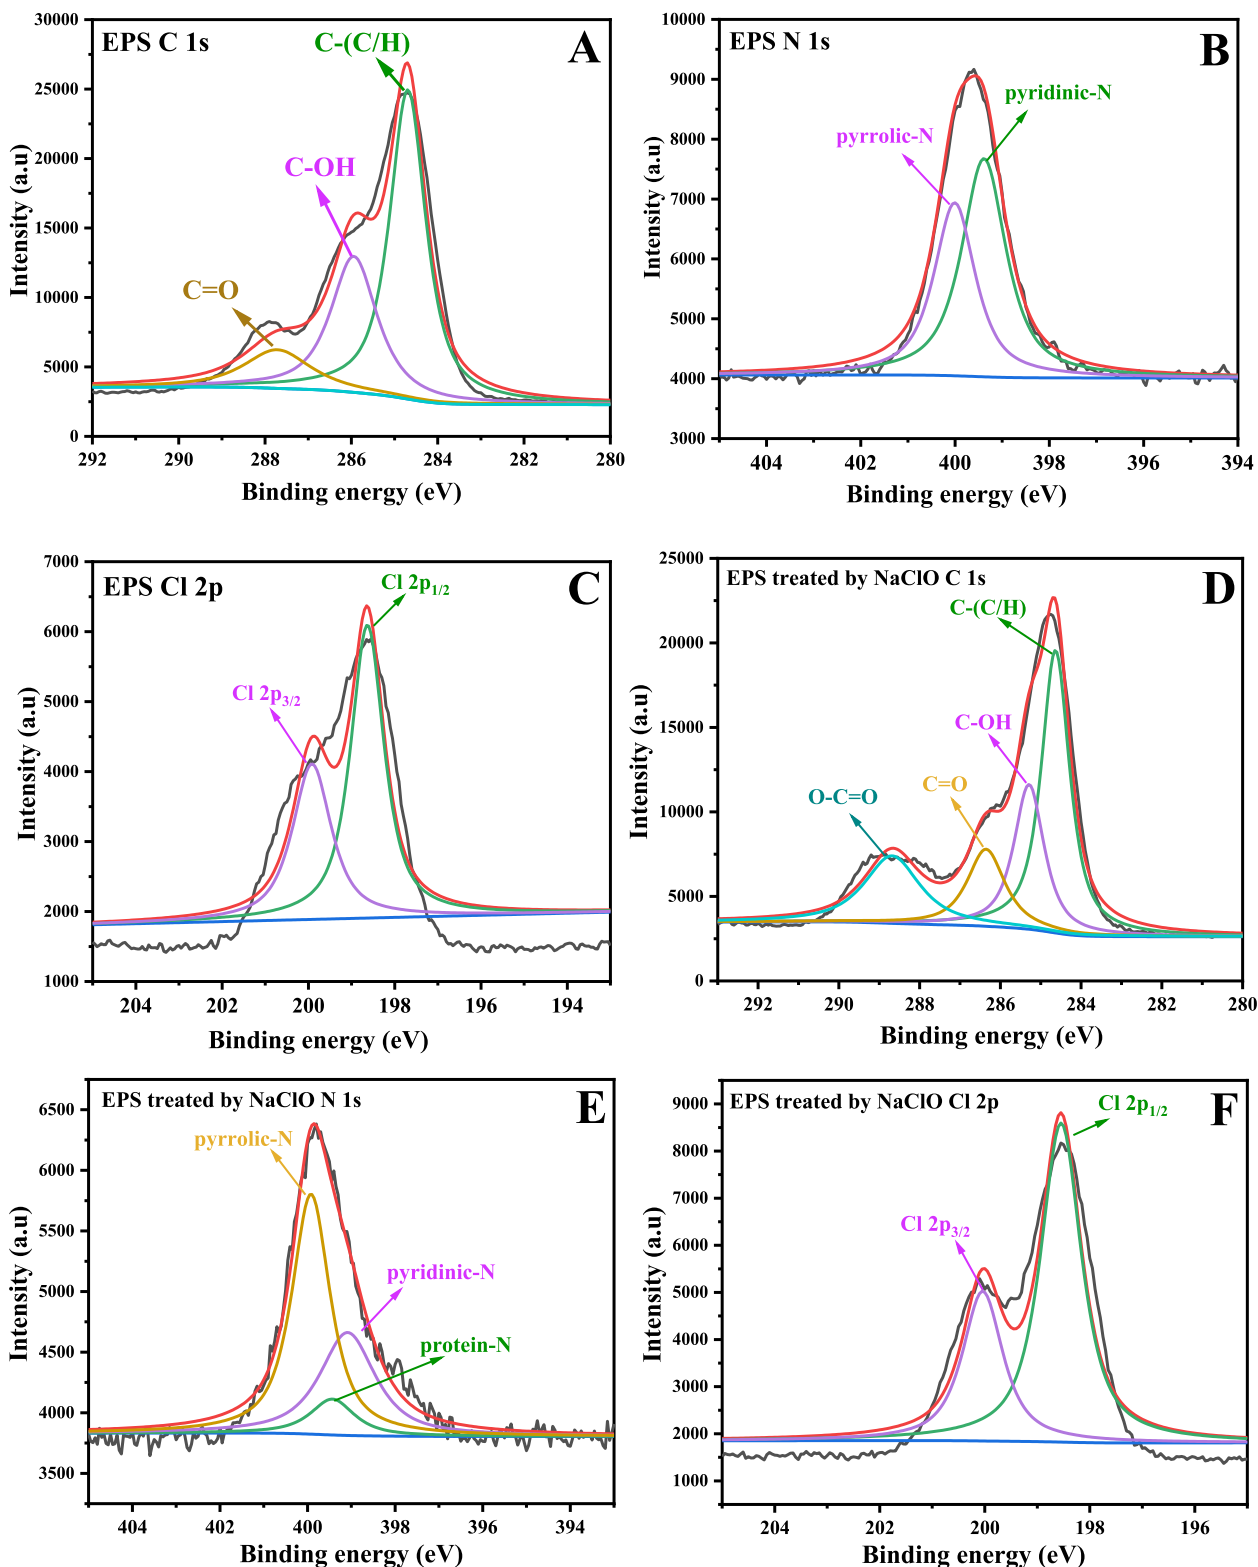 EPS C 1s
A
C-(C/H)
C-OH
C=O
30000
25000
20000
15000
10000
5000
0
Intensity (a.u)
292 290 288 286 284 282 280
Binding energy (eV)
EPS N 1s
B
pyridinic-N
pyrrolic-N
10000
9000
8000
7000
6000
5000
4000
3000
Intensity (a.u)
404 402 400 398 396 394
Binding energy (eV)
EPS Cl 2p
C
Cl 2p1/2
Cl 2p3/2
7000
6000
5000
4000
3000
2000
1000
Intensity (a.u)
204 202 200 198 196 194
Binding energy (eV)
EPS treated by NaClO C 1s
D
C-(C/H)
C-OH
C=O
O-C=O
25000
20000
15000
10000
5000
0
Intensity (a.u)
292 290 288 286 284 282 280
Binding energy (eV)
EPS treated by NaClO N 1s
E
pyrrolic-N
pyridinic-N
protein-N
6500
6250
6000
5750
5500
5250
5000
4750
4500
4250
4000
3750
3500
Intensity (a.u)
404 402 400 398 396 394
Binding energy (eV)
EPS treated by NaClO Cl 2p
F
Cl 2p1/2
Cl 2p3/2
9000
8000
7000
6000
5000
4000
3000
2000
1000
Intensity (a.u)
204 202 200 198 196
Binding energy (eV)